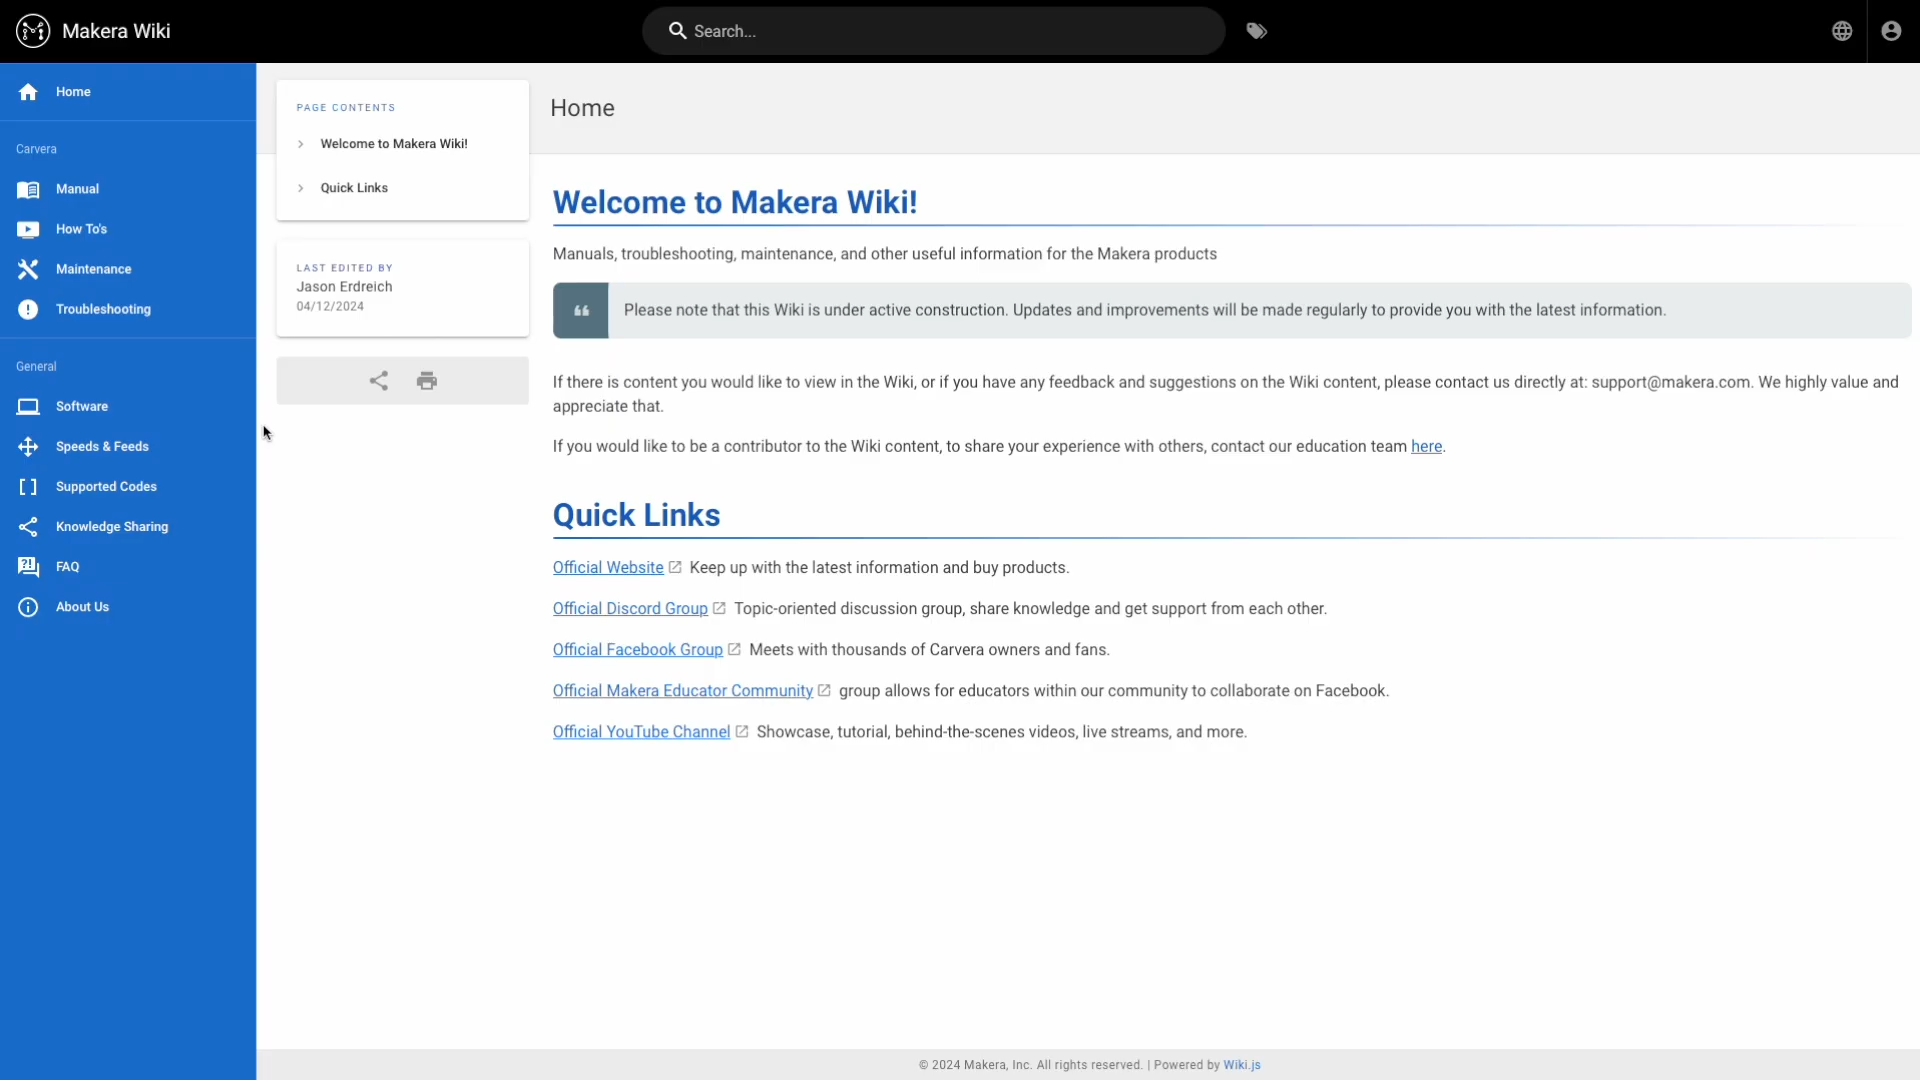 Makera Wiki
Search...
Home
Carvera
Manual
How To's
Maintenance
Troubleshooting
General
Software
Speeds & Feeds
Supported Codes
Knowledge Sharing
FAQ
About Us
PAGE CONTENTS
Welcome to Makera Wiki!
Quick Links
LAST EDITED BY
Jason Erdreich
04/12/2024
Home
Welcome to Makera Wiki!
Manuals, troubleshooting, maintenance, and other useful information for the Makera products
Please note that this Wiki is under active construction. Updates and improvements will be made regularly to provide you with the latest information.
If there is content you would like to view in the Wiki, or if you have any feedback and suggestions on the Wiki content, please contact us directly at: support@makera.com. We highly value and
appreciate that.
If you would like to be a contributor to the Wiki content, to share your experience with others, contact our education team here.
Quick Links
Official Website Keep up with the latest information and buy products.
Official Discord Group Topic-oriented discussion group, share knowledge and get support from each other.
Official Facebook Group Meets with thousands of Carvera owners and fans.
Official Makera Educator Community group allows for educators within our community to collaborate on Facebook.
Official YouTube Channel Showcase, tutorial, behind-the-scenes videos, live streams, and more.
© 2024 Makera, Inc. All rights reserved. | Powered by Wiki.js